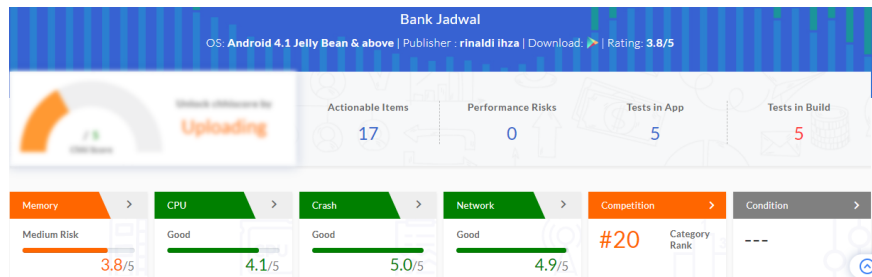 Bank Jadwal
OS: Android 4.1 Jelly Bean & above | Publisher : rinaldi ihza | Download: | Rating: 3.8/5
Unlock chhiscore by
Uploading
/ 5
Actionable Items
17
Performance Risks
0
Tests in App
5
Tests in Build
5
Memory >
Medium Risk
3.8/5
CPU >
Good
4.1/5
Crash >
Good
5.0/5
Network >
Good
4.9/5
Competition >
#20 Category
Rank
Condition >
---